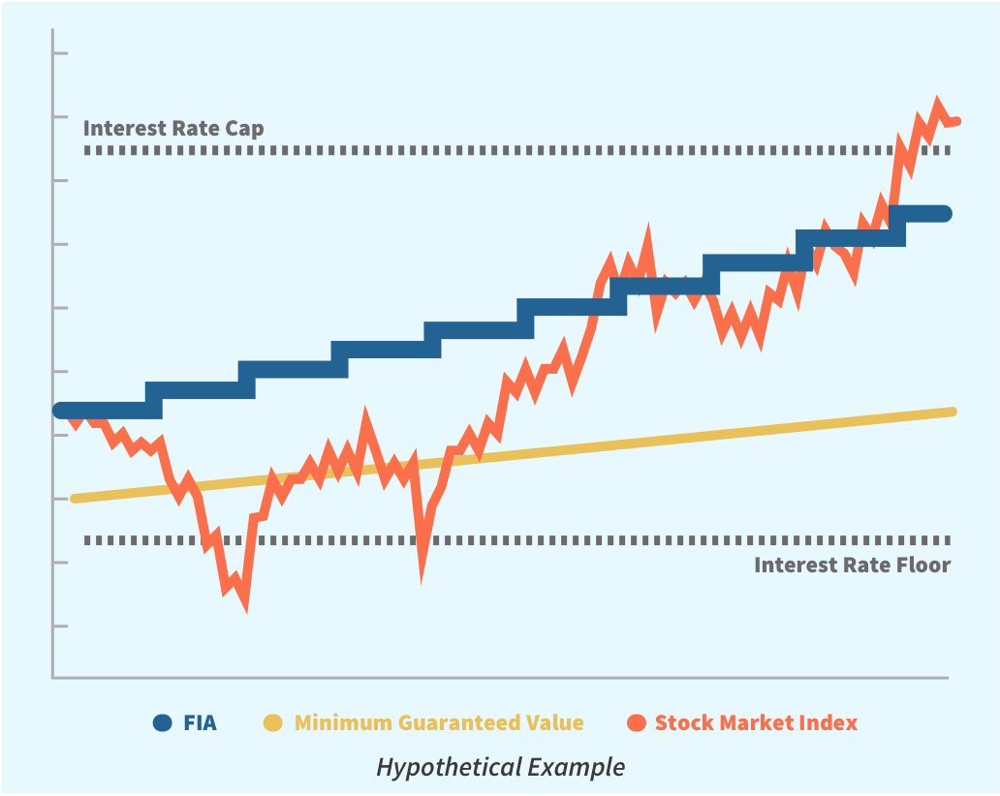 Interest Rate Cap
Interest Rate Floor
FIA Minimum Guaranteed Value Stock Market Index
Hypothetical Example